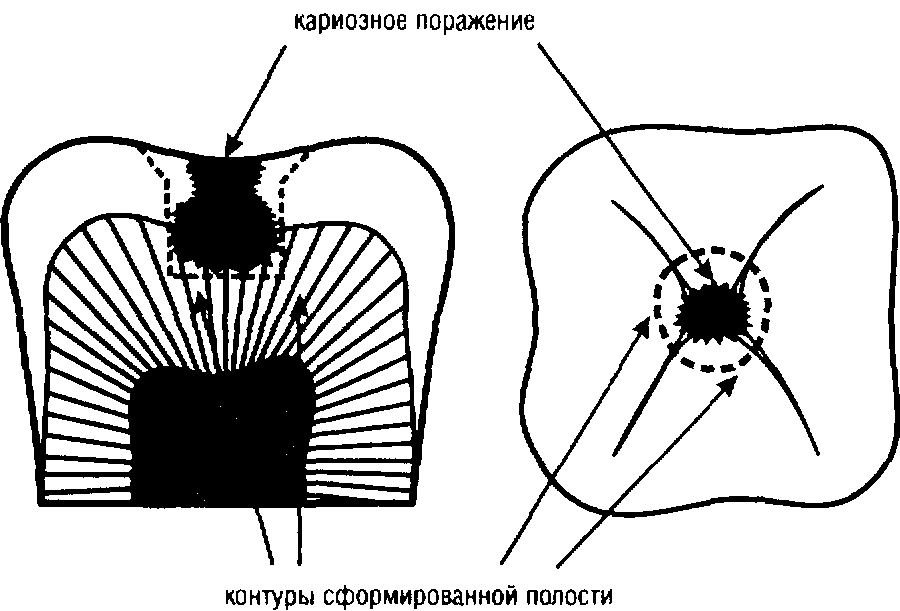 кариозное поражение
контуры сформированной полости